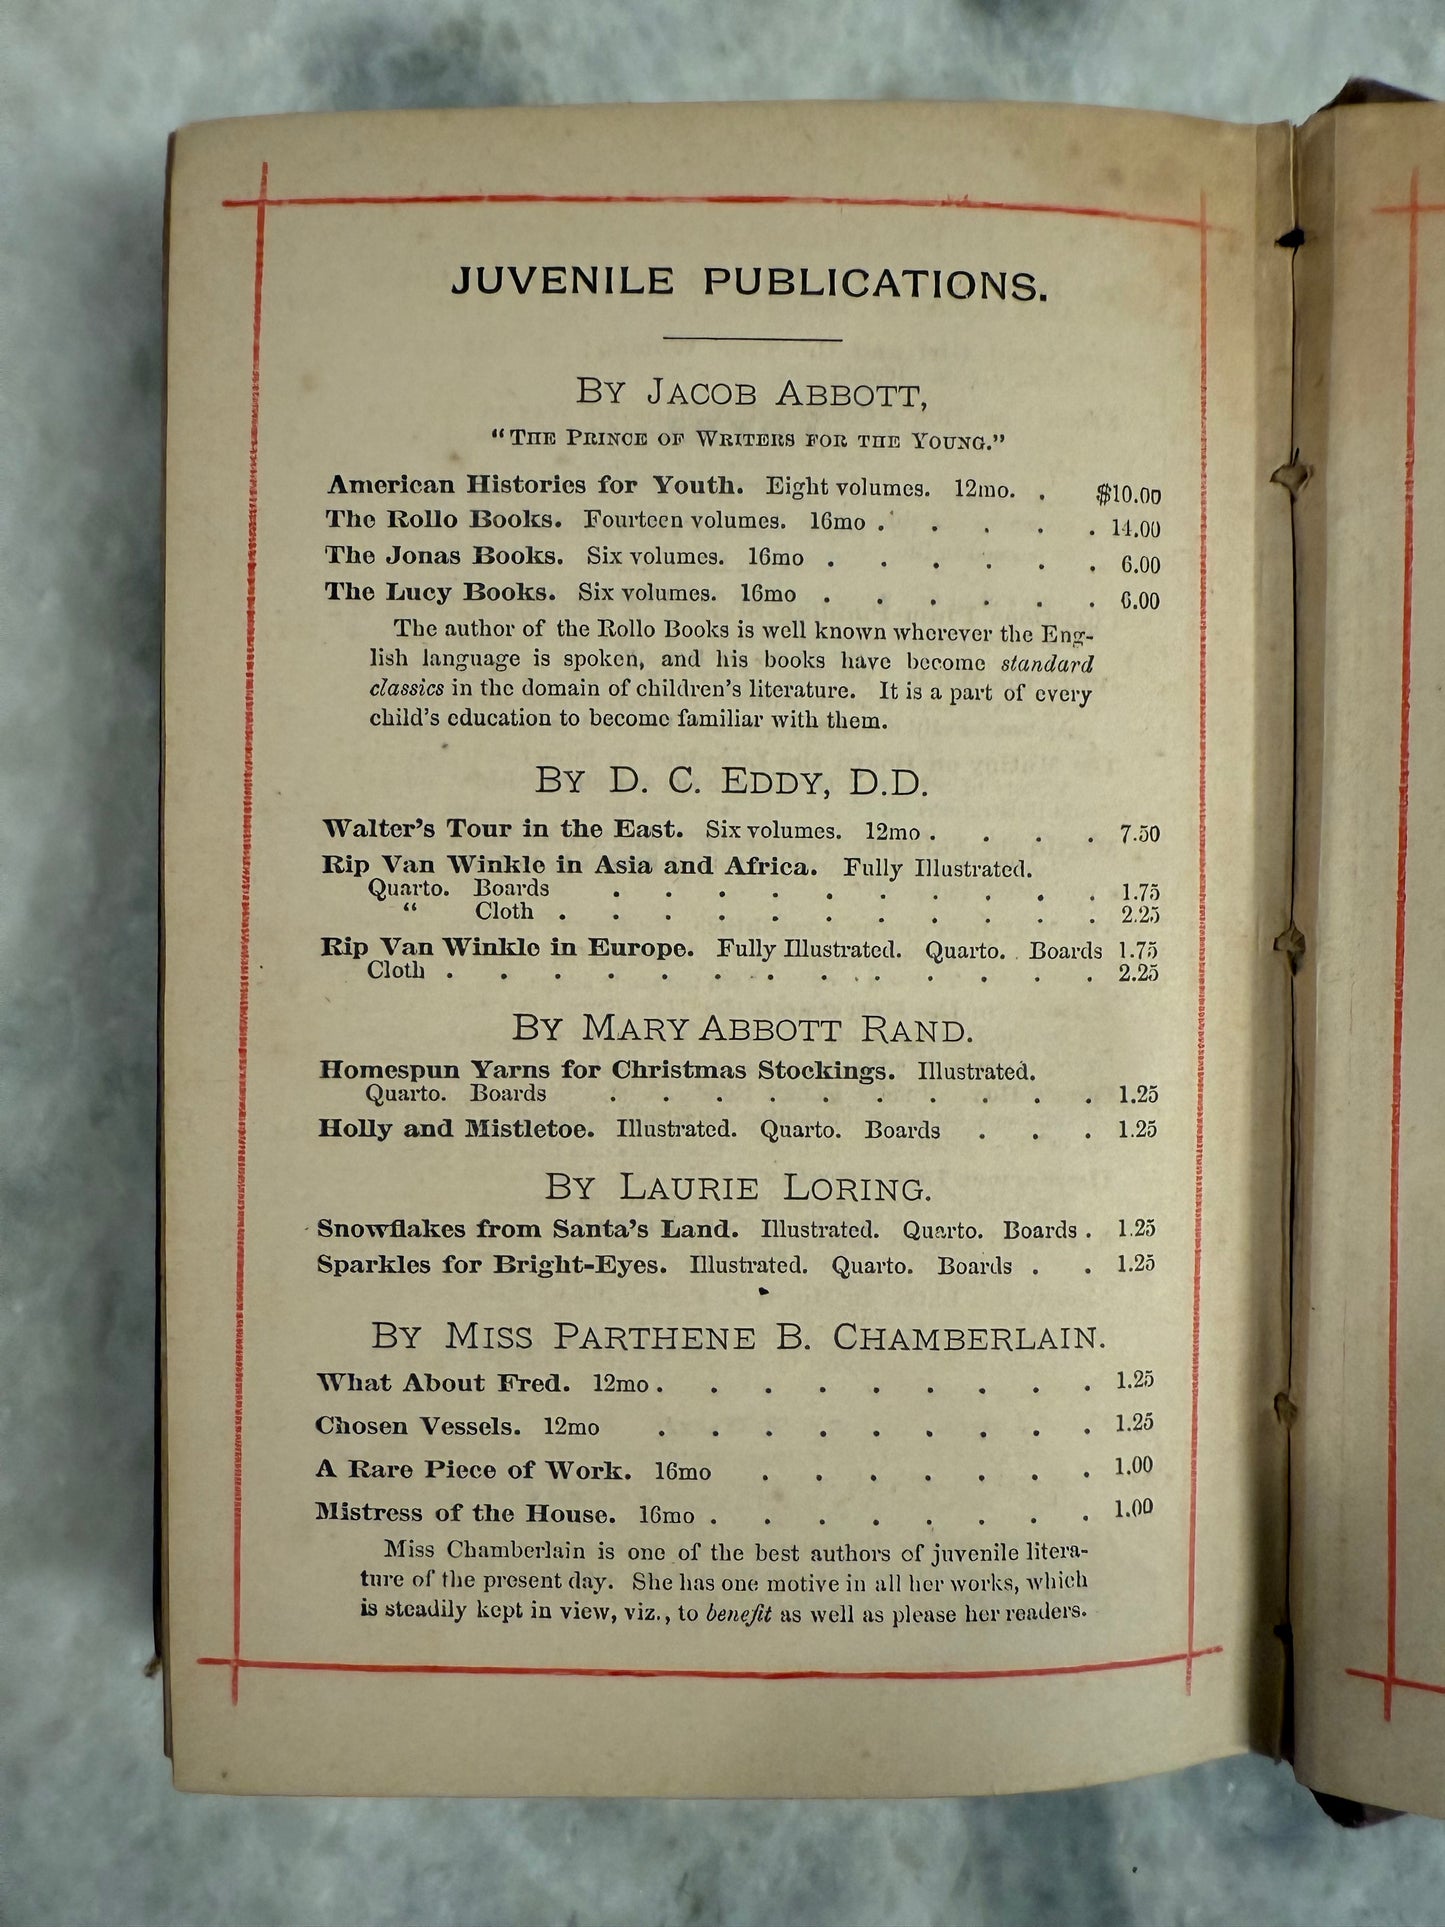 JUVENILE PUBLICATIONS.
BY JACOB ABBOTT,
"THE PRINCE OF WRITERS FOR THE YOUNG."
American Histories for Youth. Eight volumes. 12mo. . $10.00
The Rollo Books. Fourteen volumes. 16mo . . . . . 14.00
The Jonas Books. Six volumes. 16mo . . . . . . 6.00
The Lucy Books. Six volumes. 16mo . . . . . . 6.00
The author of the Rollo Books is well known wherever the Eng-
lish language is spoken, and his books have become standard
classics in the domain of children's literature. It is a part of every
child's education to become familiar with them.
BY D. C. EDDY, D.D.
Walter's Tour in the East. Six volumes. 12mo . . . . 7.50
Rip Van Winkle in Asia and Africa. Fully Illustrated.
Quarto. Boards . . . . . . . . . . 1.75
" Cloth . . . . . . . . . . . 2.25
Rip Van Winkle in Europe. Fully Illustrated. Quarto. Boards 1.75
Cloth . . . . . . . . . . . . . 2.25
BY MARY ABBOTT RAND.
Homespun Yarns for Christmas Stockings. Illustrated.
Quarto. Boards . . . . . . . . . . 1.25
Holly and Mistletoe. Illustrated. Quarto. Boards . . . 1.25
BY LAURIE LORING.
Snowflakes from Santa's Land. Illustrated. Quarto. Boards . 1.25
Sparkles for Bright-Eyes. Illustrated. Quarto. Boards . . 1.25
BY MISS PARTHENE B. CHAMBERLAIN.
What About Fred. 12mo . . . . . . . . . 1.25
Chosen Vessels. 12mo . . . . . . . . . 1.25
A Rare Piece of Work. 16mo . . . . . . . 1.00
Mistress of the House. 16mo . . . . . . . . 1.00
Miss Chamberlain is one of the best authors of juvenile litera-
ture of the present day. She has one motive in all her works, which
is steadily kept in view, viz., to benefit as well as please her readers.